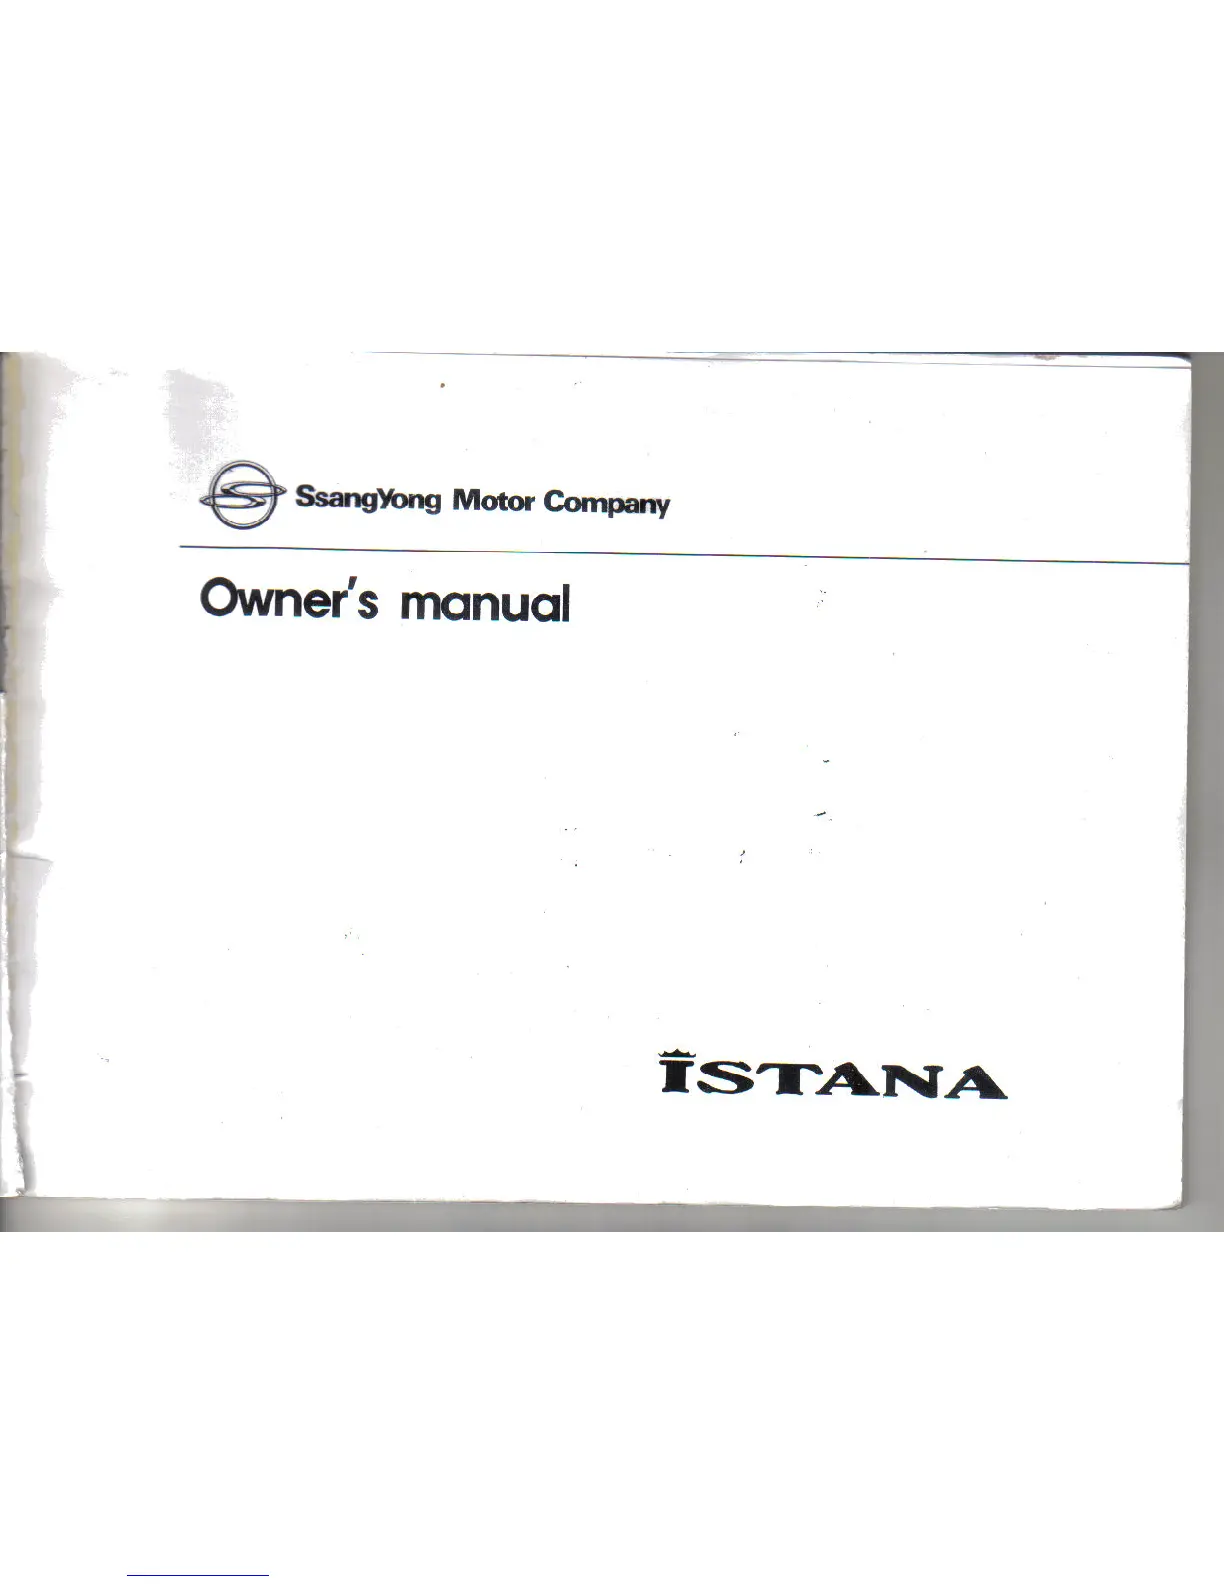 SsangYong Motor Company
Owner's manual
ISTANA